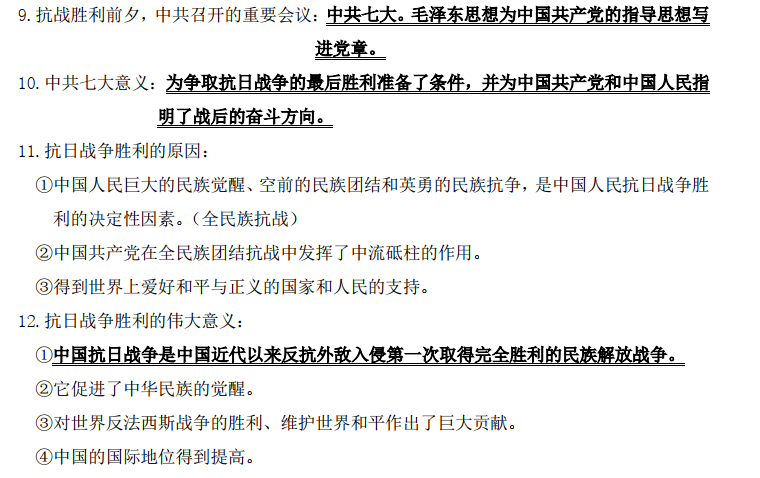 9.抗战胜利前夕，中共召开的重要会议：中共七大。毛泽东思想为中国共产党的指导思想写
进党章。
10.中共七大意义：为争取抗日战争的最后胜利准备了条件，并为中国共产党和中国人民指
明了战后的奋斗方向。
11.抗日战争胜利的原因：
①中国人民巨大的民族觉醒、空前的民族团结和英勇的民族抗争，是中国人民抗日战争胜
利的决定性因素。（全民族抗战）
②中国共产党在全民族团结抗战中发挥了中流砥柱的作用。
③得到世界上爱好和平与正义的国家和人民的支持。
12.抗日战争胜利的伟大意义：
①中国抗日战争是中国近代以来反抗外敌入侵第一次取得完全胜利的民族解放战争。
②它促进了中华民族的觉醒。
③对世界反法西斯战争的胜利、维护世界和平作出了巨大贡献。
④中国的国际地位得到提高。